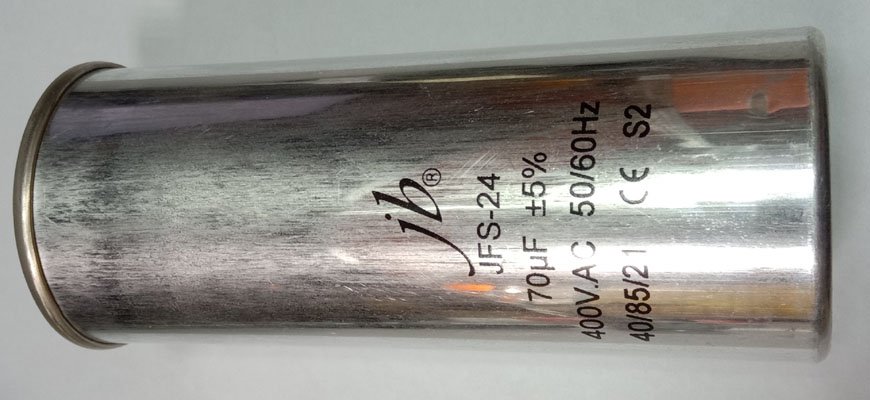 jb®
JFS-24
70µF ±5%
400V.AC 50/60Hz
40/85/21 CE S2